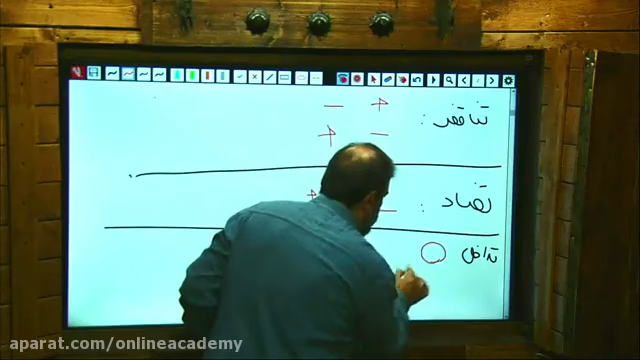 تناقض : + −
− +
تضاد : − +
تداخل
aparat.com/onlineacademy